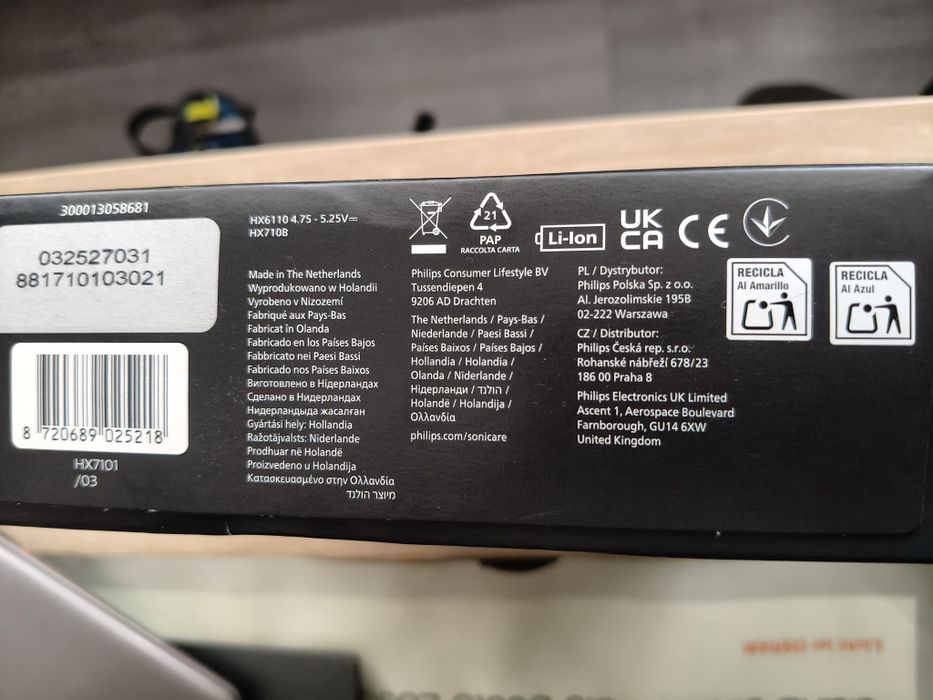 300013058681
032527031
881710103021
8 720689 025218
HX7101
/03
HX6110 4.75 - 5.25V⎓
HX710B
Made in The Netherlands
Wyprodukowano w Holandii
Vyrobeno v Nizozemí
Fabriqué aux Pays-Bas
Fabricat în Olanda
Fabricado en los Países Bajos
Fabbricato nei Paesi Bassi
Fabricado nos Países Baixos
Виготовлено в Нідерландах
Сделано в Нидерландах
Нидерландыда жасалған
Gyártási hely: Hollandia
Ražotājvalsts: Nīderlande
Prodhuar në Holandë
Proizvedeno u Holandija
Κατασκευασμένο στην Ολλανδία
מיוצר הולנד
21
PAP
RACCOLTA CARTA
Li-Ion
UK
CA
CE
Philips Consumer Lifestyle BV
Tussendiepen 4
9206 AD Drachten
The Netherlands / Pays-Bas /
Niederlande / Paesi Bassi /
Países Baixos / Países Bajos /
Hollandia / Holandia /
Olanda / Nīderlande /
Нідерланди / הולנד /
Holandë / Holandija /
Ολλανδία
philips.com/sonicare
PL / Dystrybutor:
Philips Polska Sp. z o.o.
Al. Jerozolimskie 195B
02-222 Warszawa
CZ / Distributor:
Philips Česká rep. s.r.o.
Rohanské nábřeží 678/23
186 00 Praha 8
Philips Electronics UK Limited
Ascent 1, Aerospace Boulevard
Farnborough, GU14 6XW
United Kingdom
RECICLA
Al Amarillo
RECICLA
Al Azul